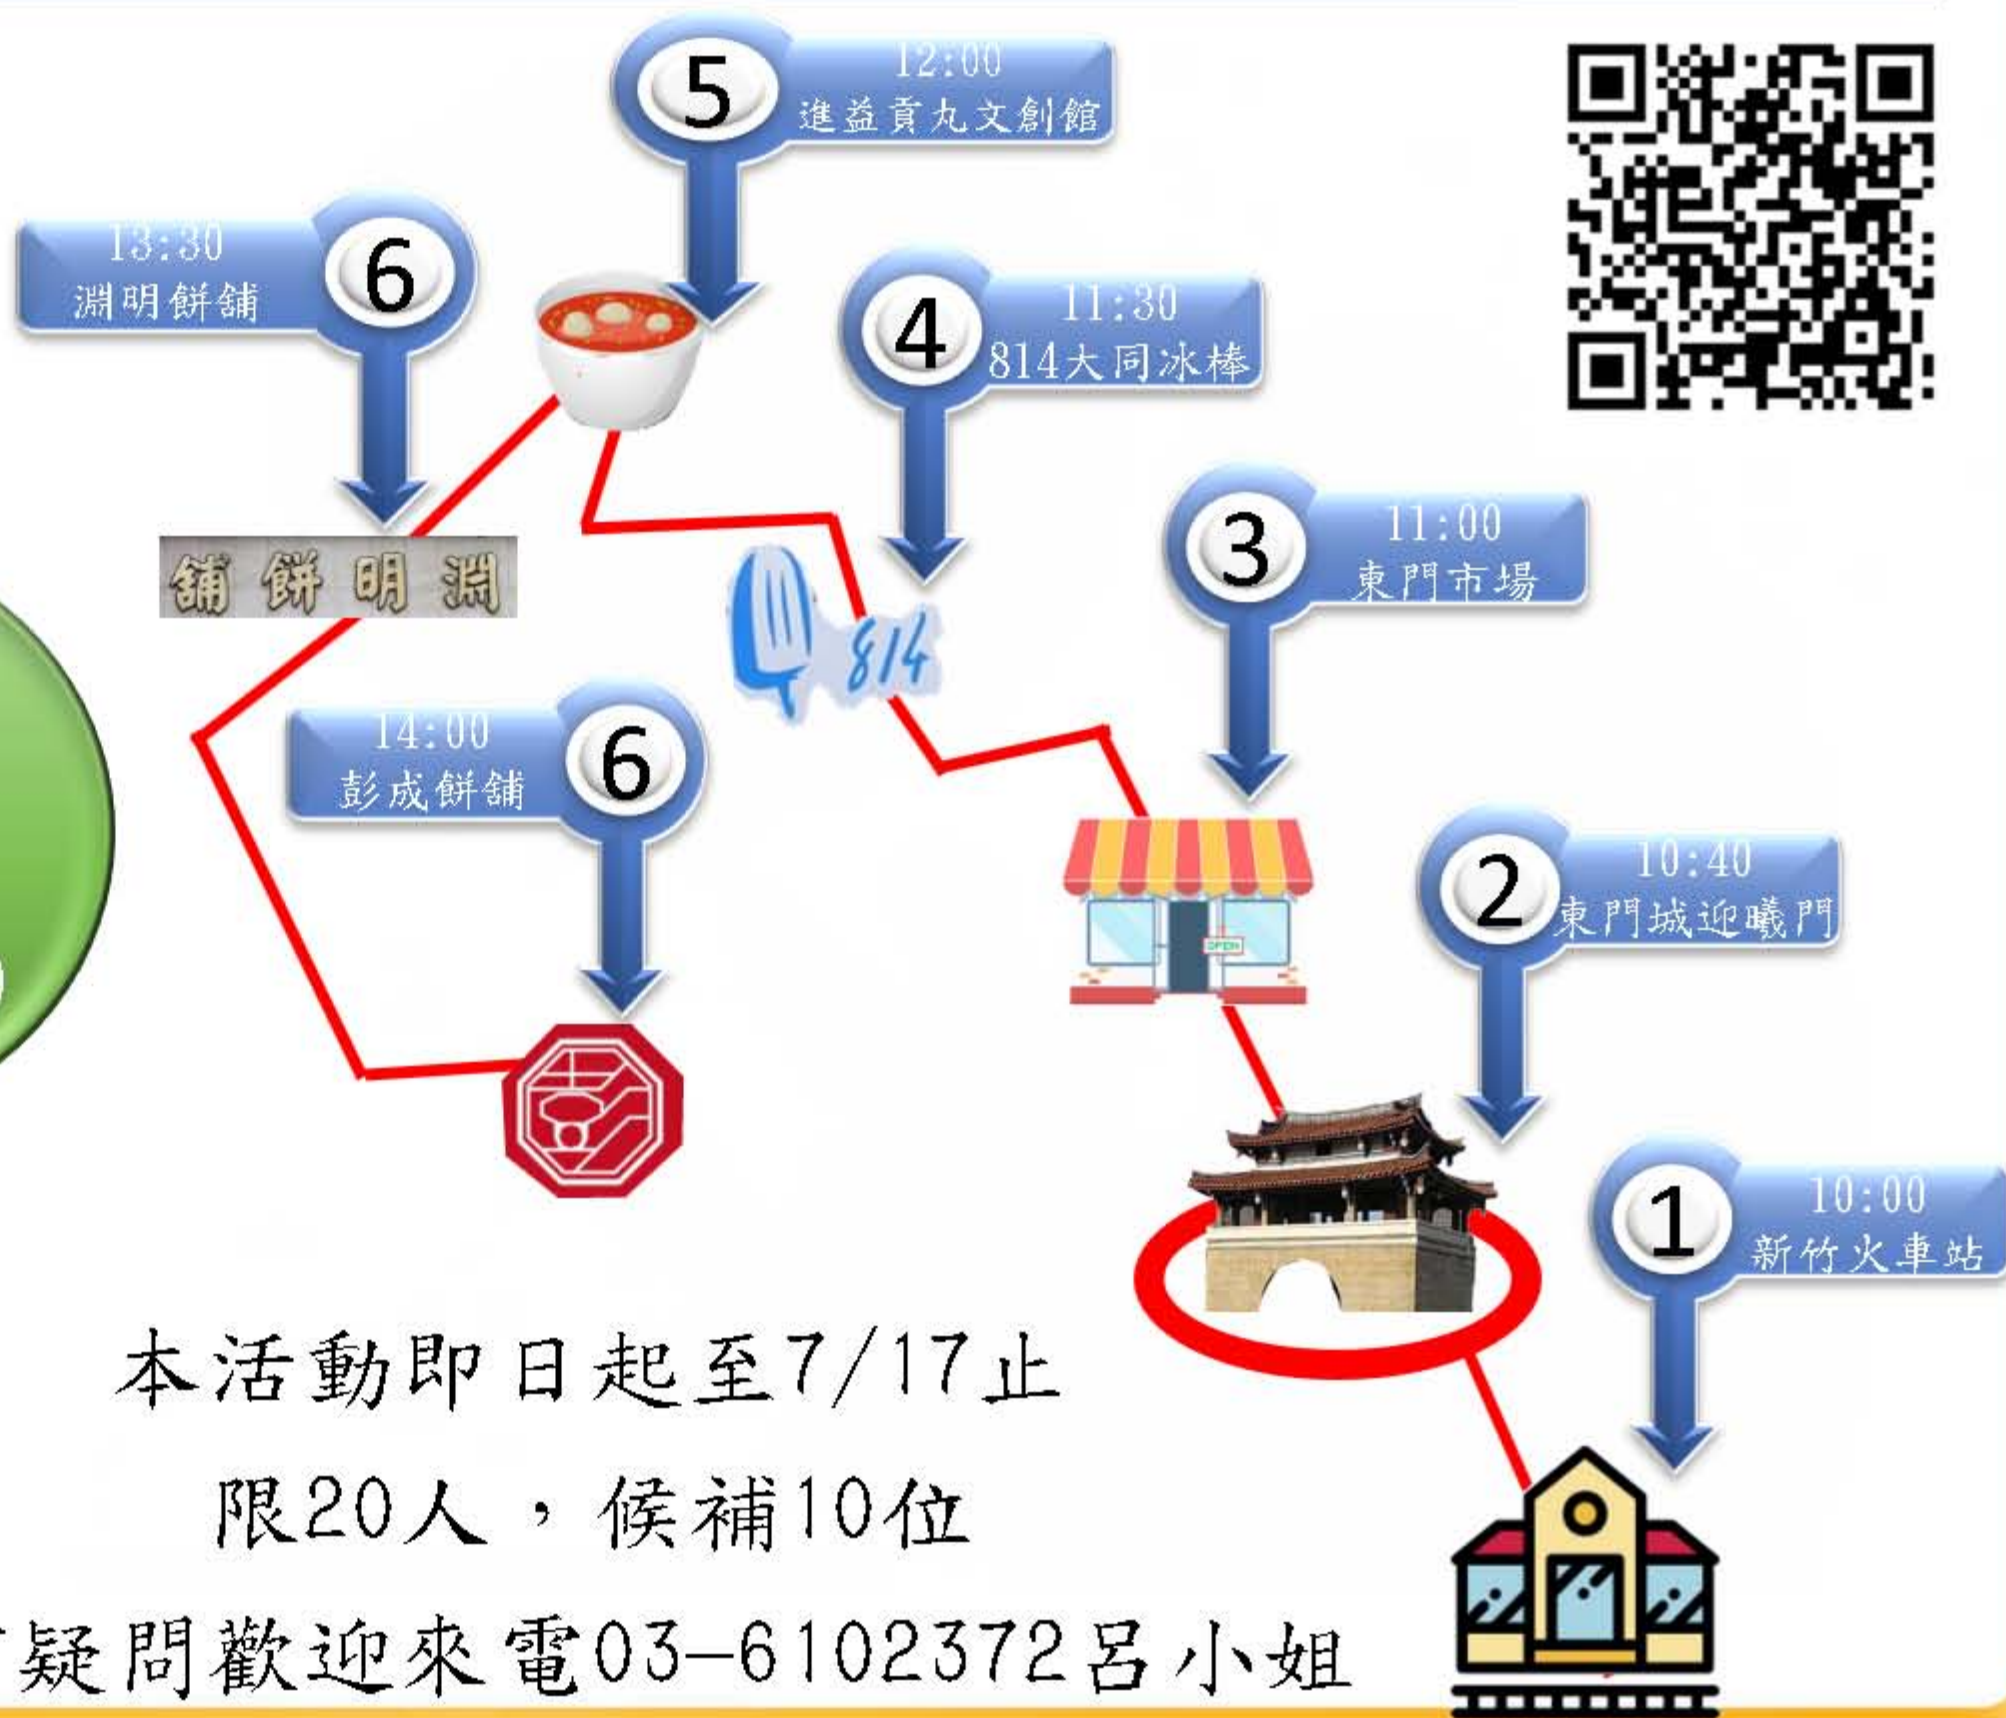 5
12:00
進益貢丸文創館
6
13:30
淵明餅舖
4
11:30
814大同冰棒
3
11:00
東門市場
舖餅明淵
814
6
14:00
彭成餅舖
2
10:40
東門城迎曦門
OPEN
1
10:00
新竹火車站
本活動即日起至7/17止
限20人，候補10位
疑問歡迎來電03-6102372呂小姐